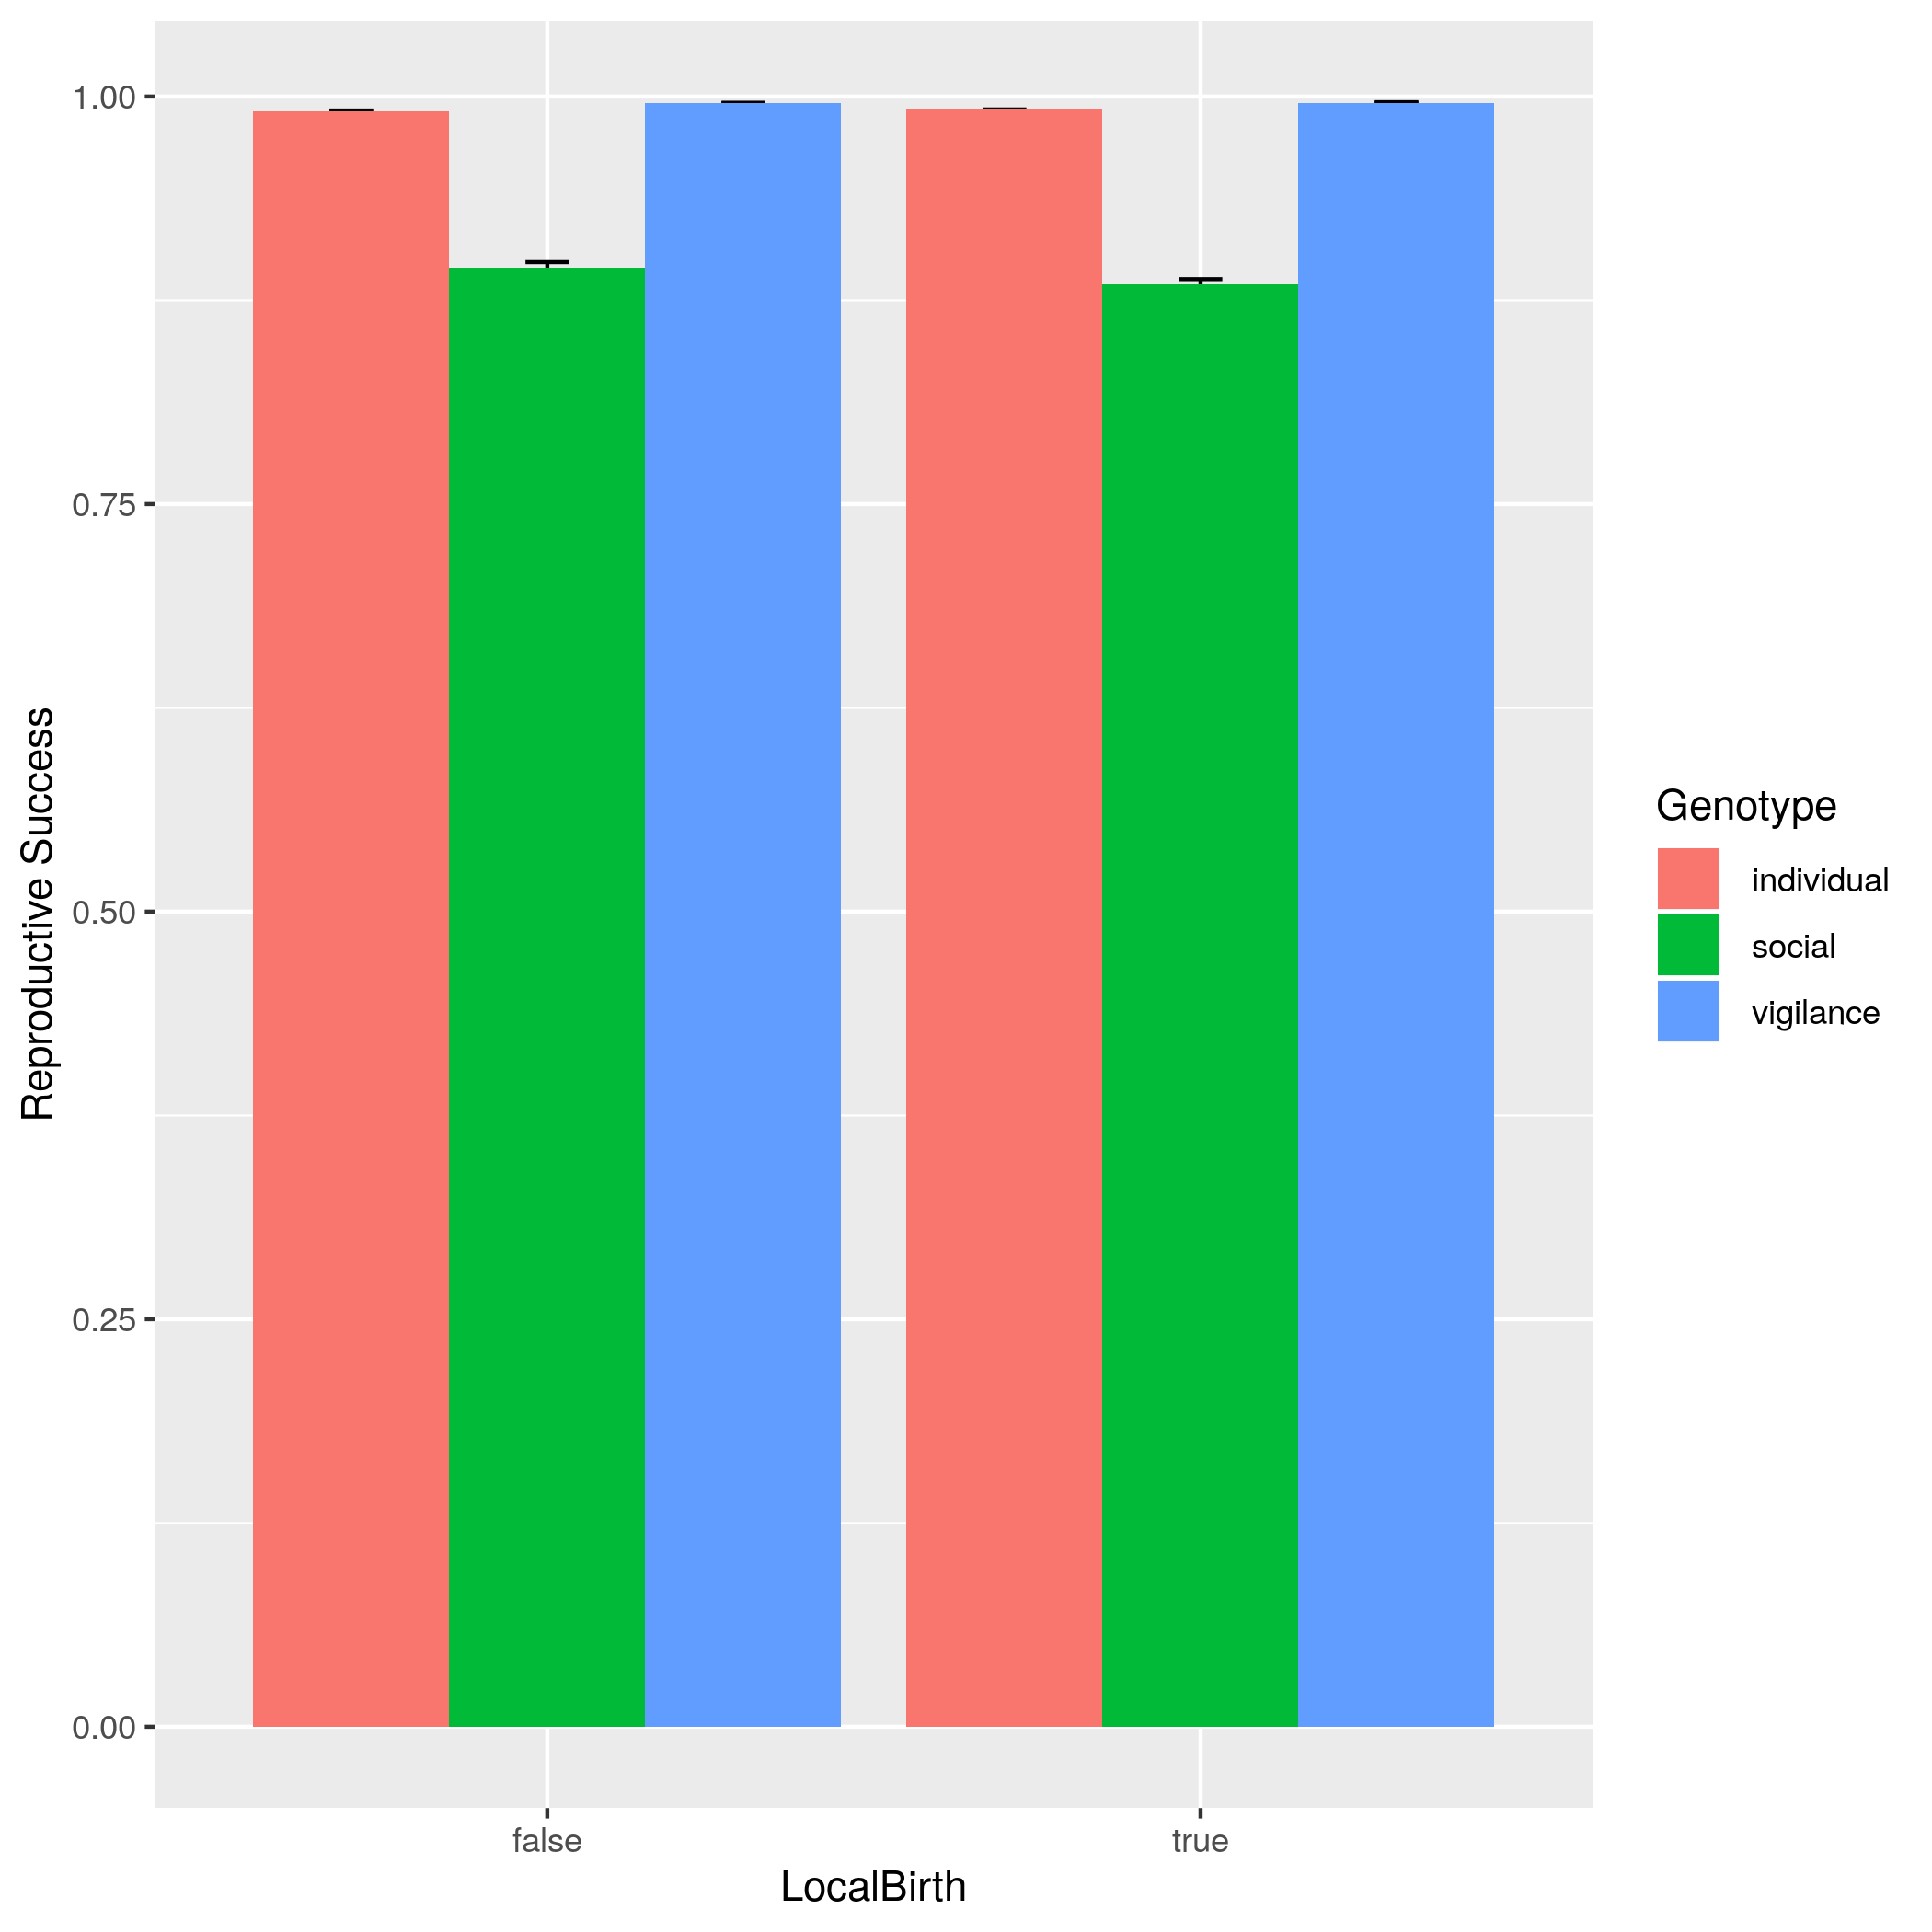 1.00
0.75
0.50
0.25
0.00
Reproductive Success
false
true
LocalBirth
Genotype
individual
social
vigilance